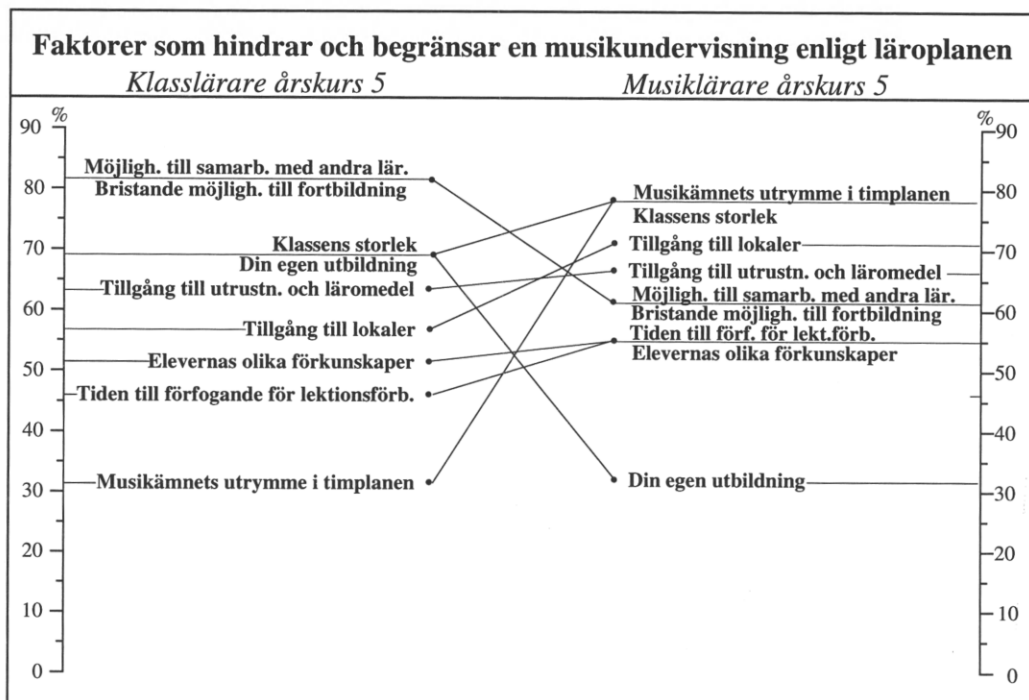 Faktorer som hindrar och begränsar en musikundervisning enligt läroplanen
Klasslärare årskurs 5
Musiklärare årskurs 5
%
90
80
70
60
50
40
30
20
10
0
Möjligh. till samarb. med andra lär.
Bristande möjligh. till fortbildning
Klassens storlek
Din egen utbildning
Tillgång till utrustn. och läromedel
Tillgång till lokaler
Elevernas olika förkunskaper
Tiden till förfogande för lektionsförb.
Musikämnets utrymme i timplanen
Musikämnets utrymme i timplanen
Klassens storlek
Tillgång till lokaler
Tillgång till utrustn. och läromedel
Möjligh. till samarb. med andra lär.
Bristande möjligh. till fortbildning
Tiden till förf. för lekt.förb.
Elevernas olika förkunskaper
Din egen utbildning
%
90
80
70
60
50
40
30
20
10
0